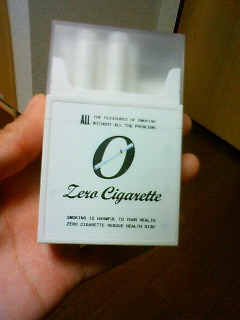 ALL THE PLEASURES OF SMOKING
WITHOUT ALL THE PROBLEMS
Zero Cigarette
SMOKING IS HARMFUL TO YOUR HEALTH
ZERO CIGARETTE REDUCE HEALTH RISK